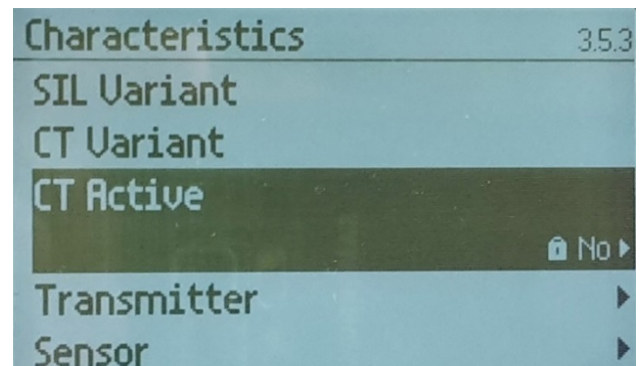 Characteristics 3.5.3
SIL Variant
CT Variant
CT Active
No
Transmitter
Sensor